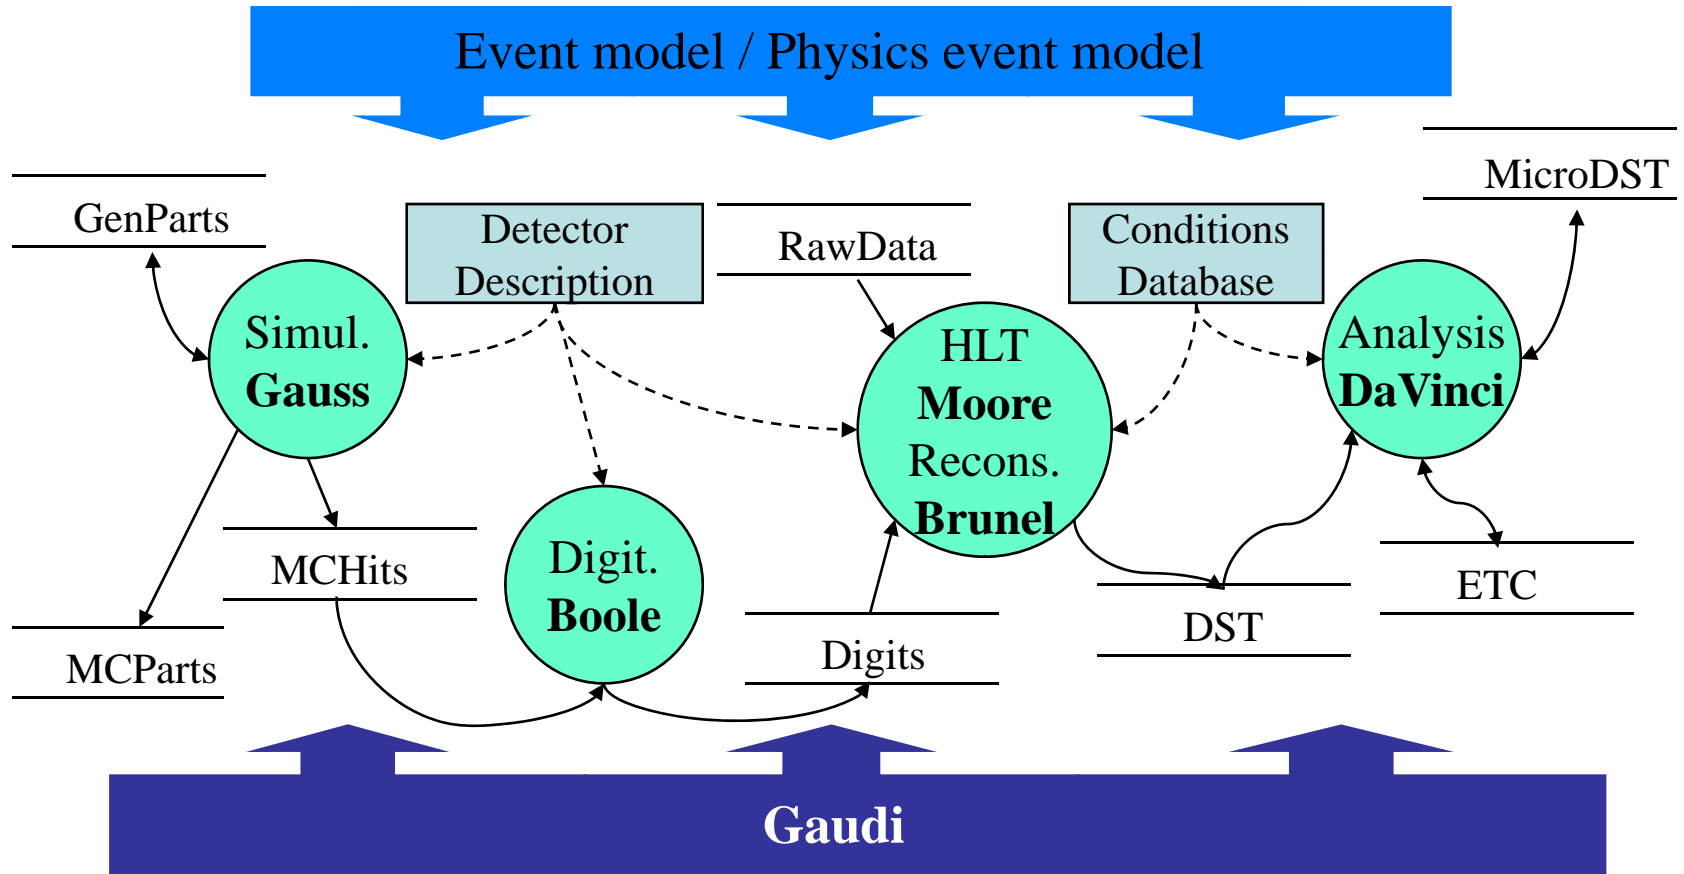 Event model / Physics event model
MicroDST
GenParts
Detector
Description
RawData
Conditions
Database
Simul.
Gauss
HLT
Moore
Recons.
Brunel
Analysis
DaVinci
MCHits
Digit.
Boole
ETC
DST
Digits
MCParts
Gaudi